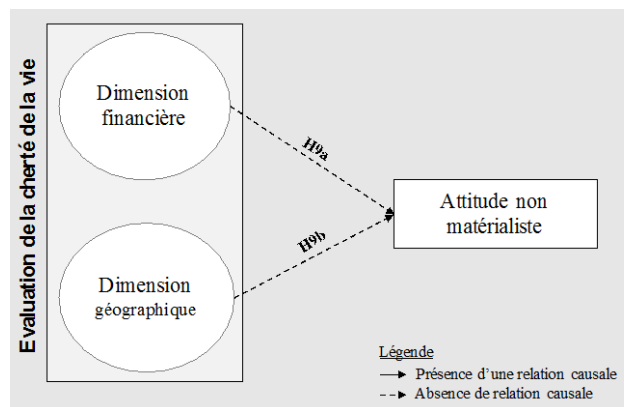 Evaluation de la cherté de la vie
Dimension
financière
H9a
Attitude non
matérialiste
H9b
Dimension
géographique
Légende
Présence d'une relation causale
Absence de relation causale